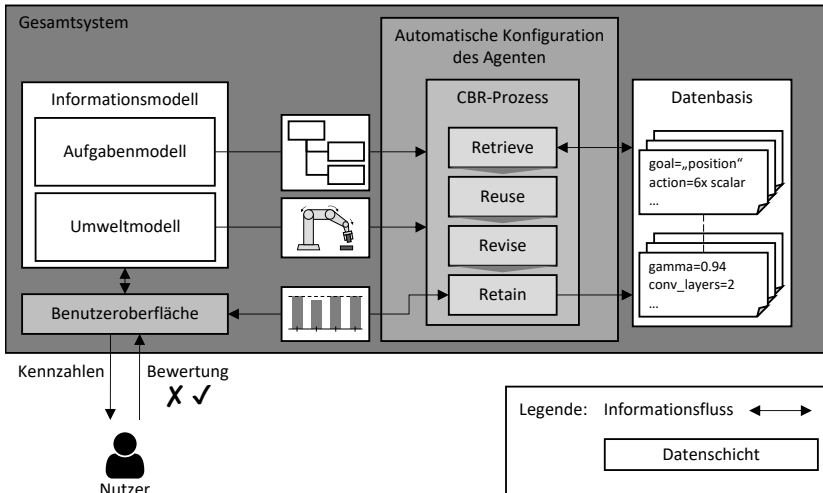 Gesamtsystem
Automatische Konfiguration
des Agenten
Informationsmodell
Aufgabenmodell
Umweltmodell
CBR-Prozess
Retrieve
Reuse
Revise
Retain
Datenbasis
goal=„position“
action=6x scalar
...
gamma=0.94
conv_layers=2
...
Benutzeroberfläche
Kennzahlen
Bewertung
✗ ✓
Nutzer
Legende: Informationsfluss
Datenschicht